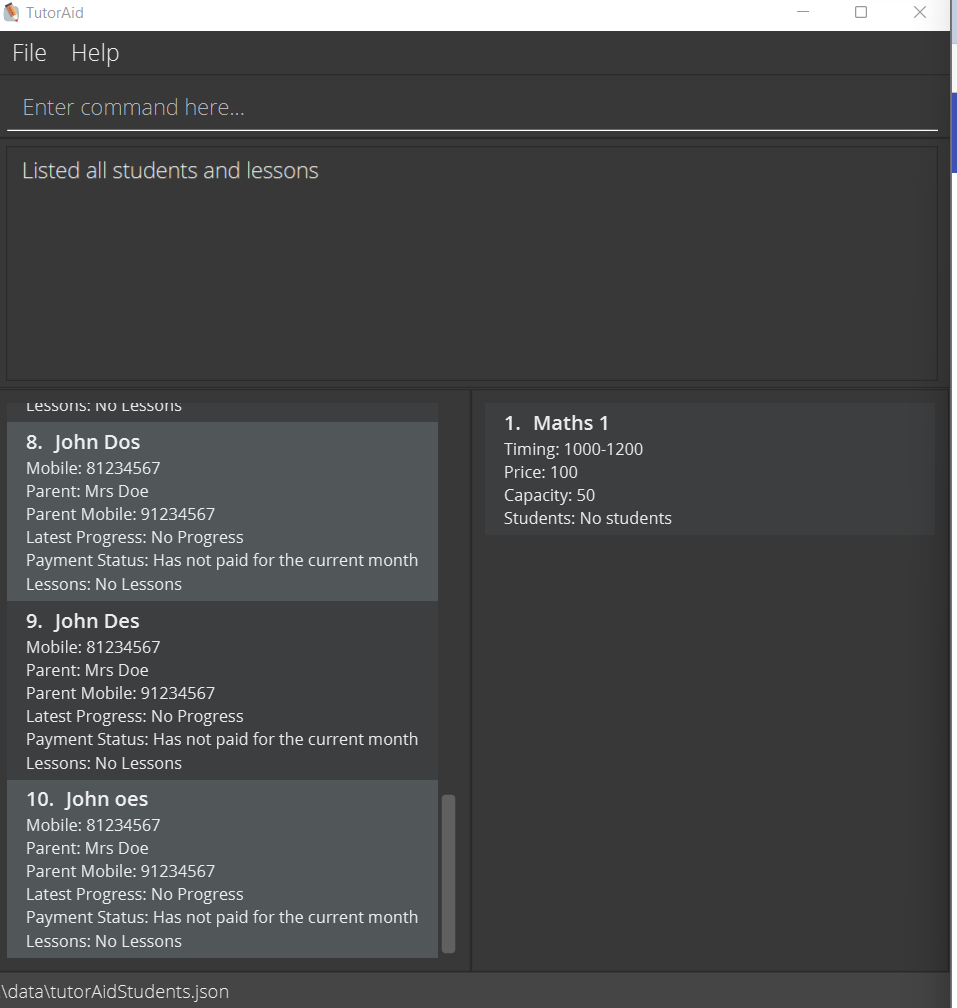 TutorAid
File Help
Enter command here...
Listed all students and lessons
Lessons: No Lessons
8. John Dos
Mobile: 81234567
Parent: Mrs Doe
Parent Mobile: 91234567
Latest Progress: No Progress
Payment Status: Has not paid for the current month
Lessons: No Lessons
9. John Des
Mobile: 81234567
Parent: Mrs Doe
Parent Mobile: 91234567
Latest Progress: No Progress
Payment Status: Has not paid for the current month
Lessons: No Lessons
10. John oes
Mobile: 81234567
Parent: Mrs Doe
Parent Mobile: 91234567
Latest Progress: No Progress
Payment Status: Has not paid for the current month
Lessons: No Lessons
1. Maths 1
Timing: 1000-1200
Price: 100
Capacity: 50
Students: No students
\data\tutorAidStudents.json